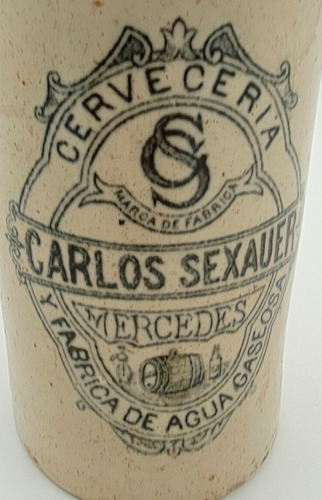 CERVECERIA
CS
MARCA DE FABRICA
CARLOS SEXAUER
MERCEDES
Y FABRICA DE AGUA GASEOSA